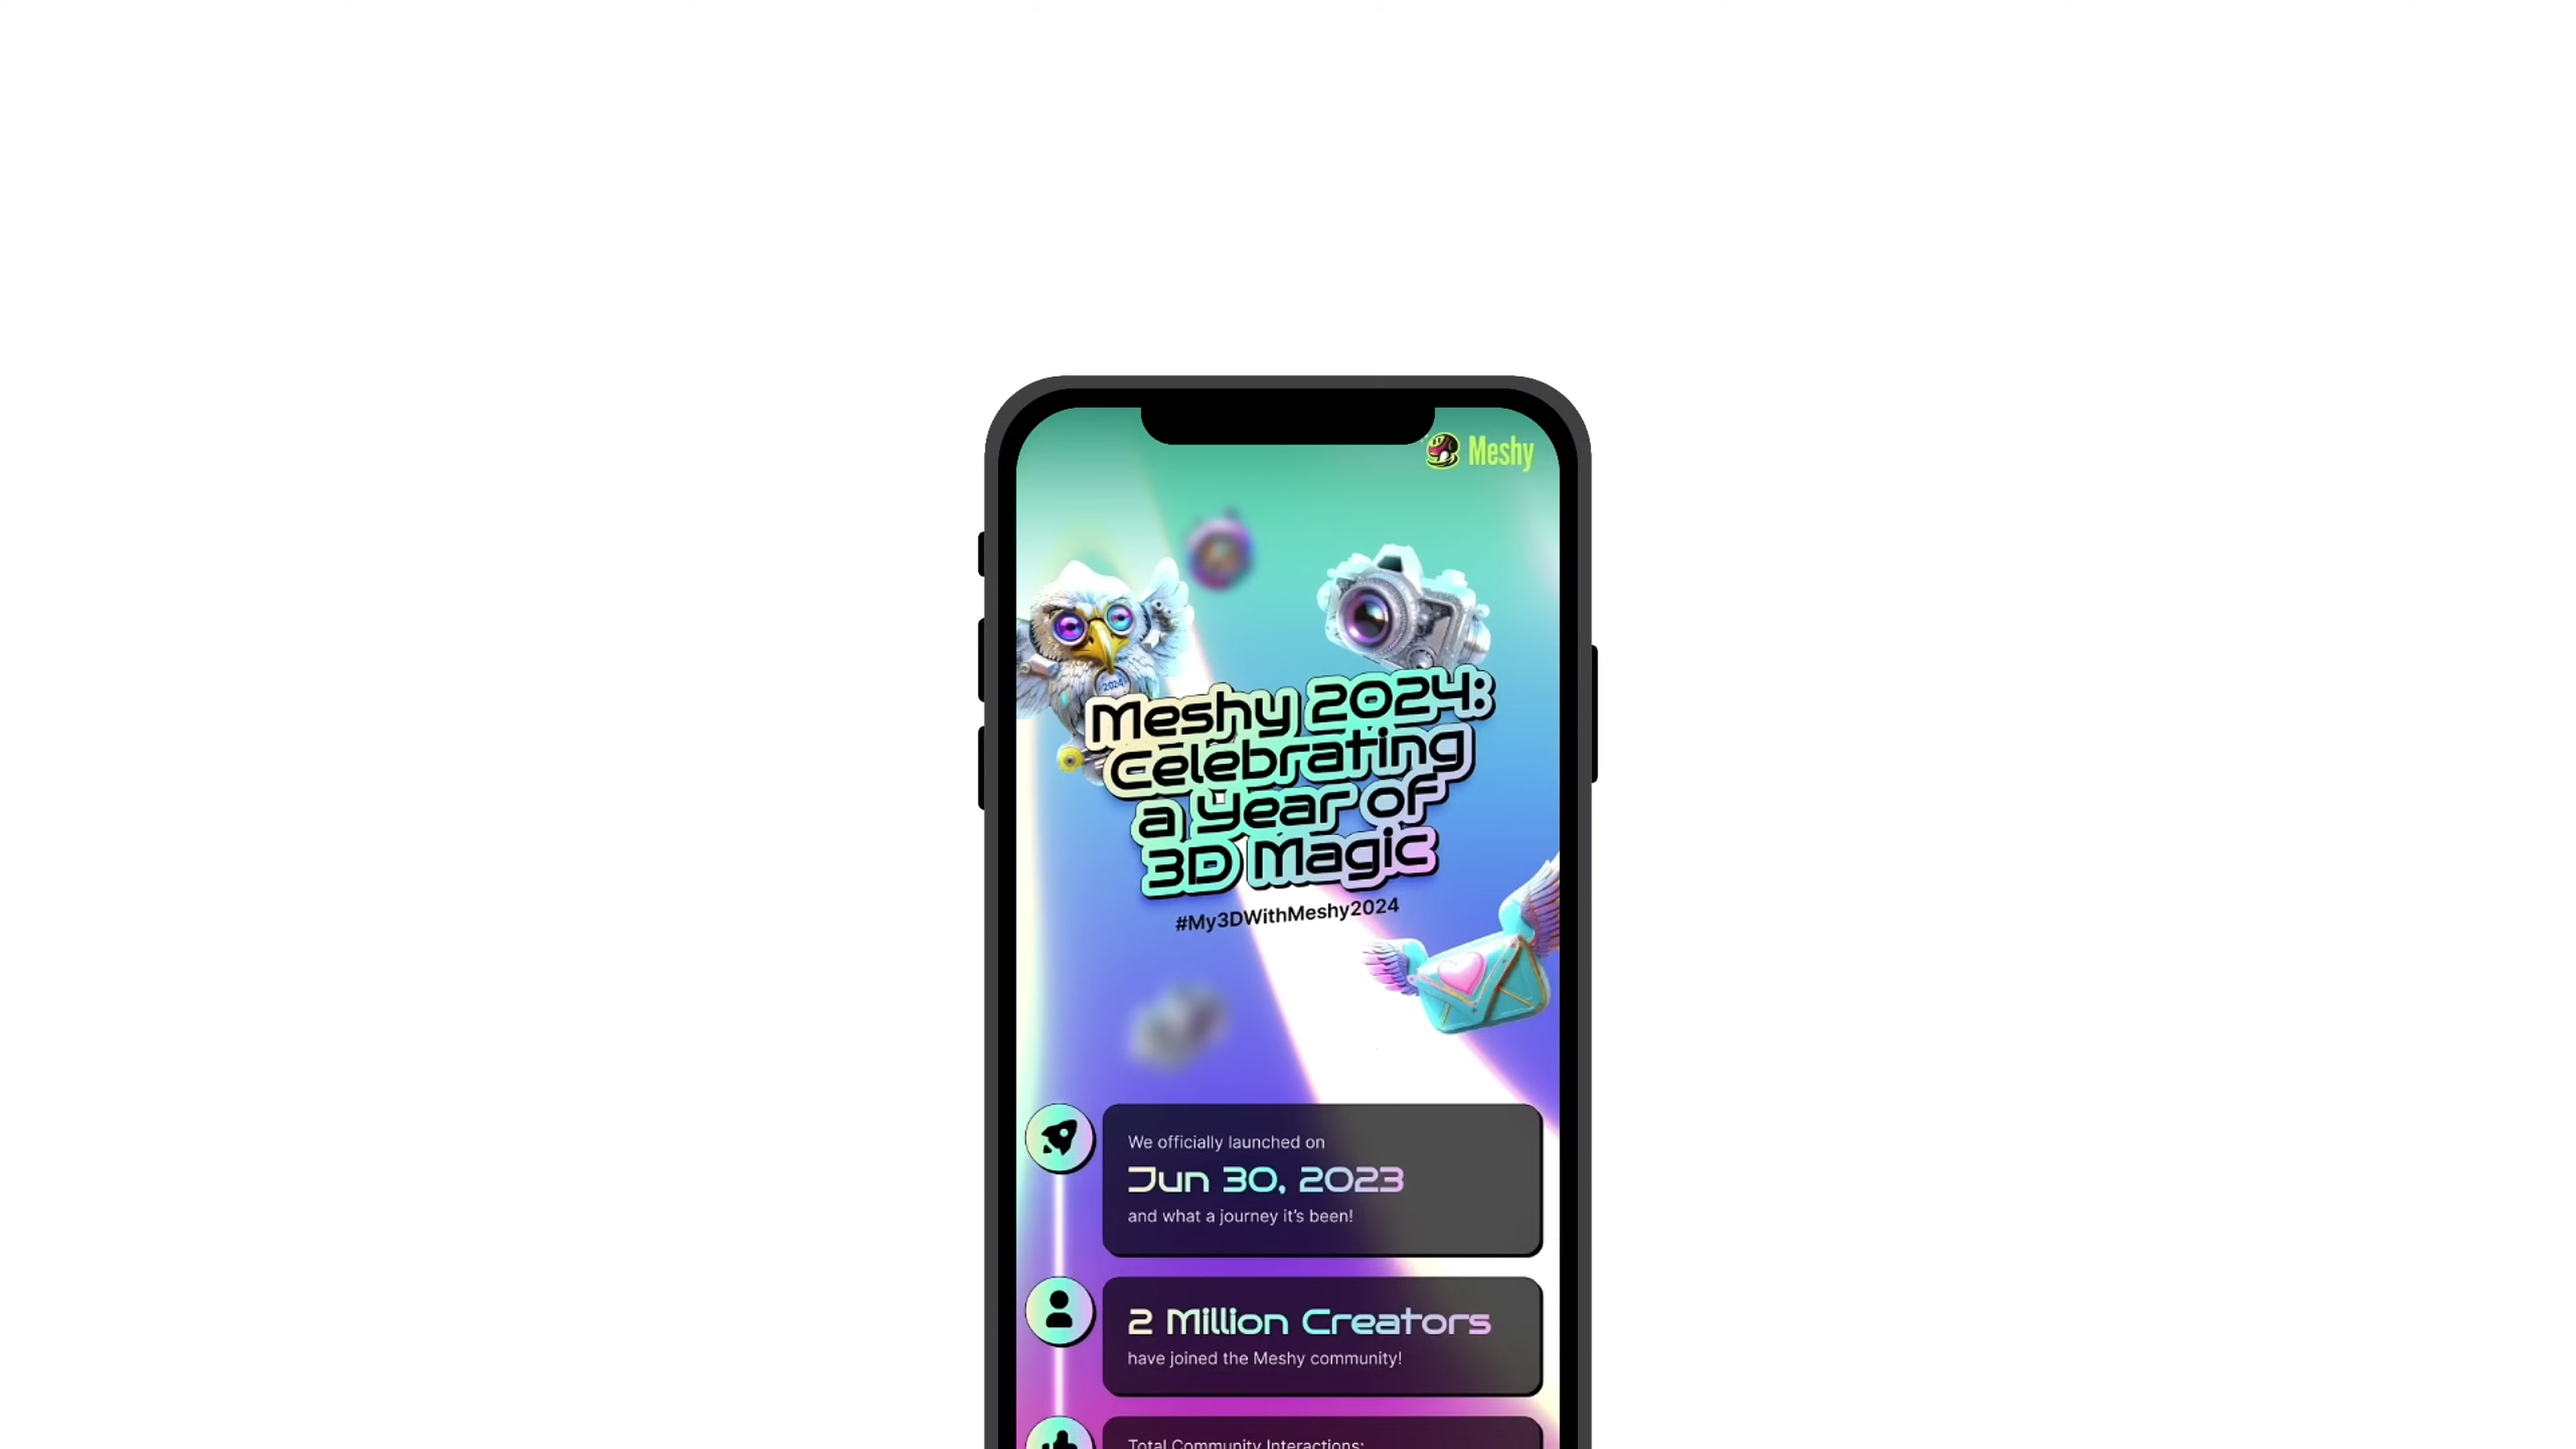 Meshy
2024
Meshy 2024:
Celebrating
a Year of
3D Magic
#My3DWithMeshy2024
We officially launched on
Jun 30, 2023
and what a journey it's been!
2 Million Creators
have joined the Meshy community!
Total Community Interactions: